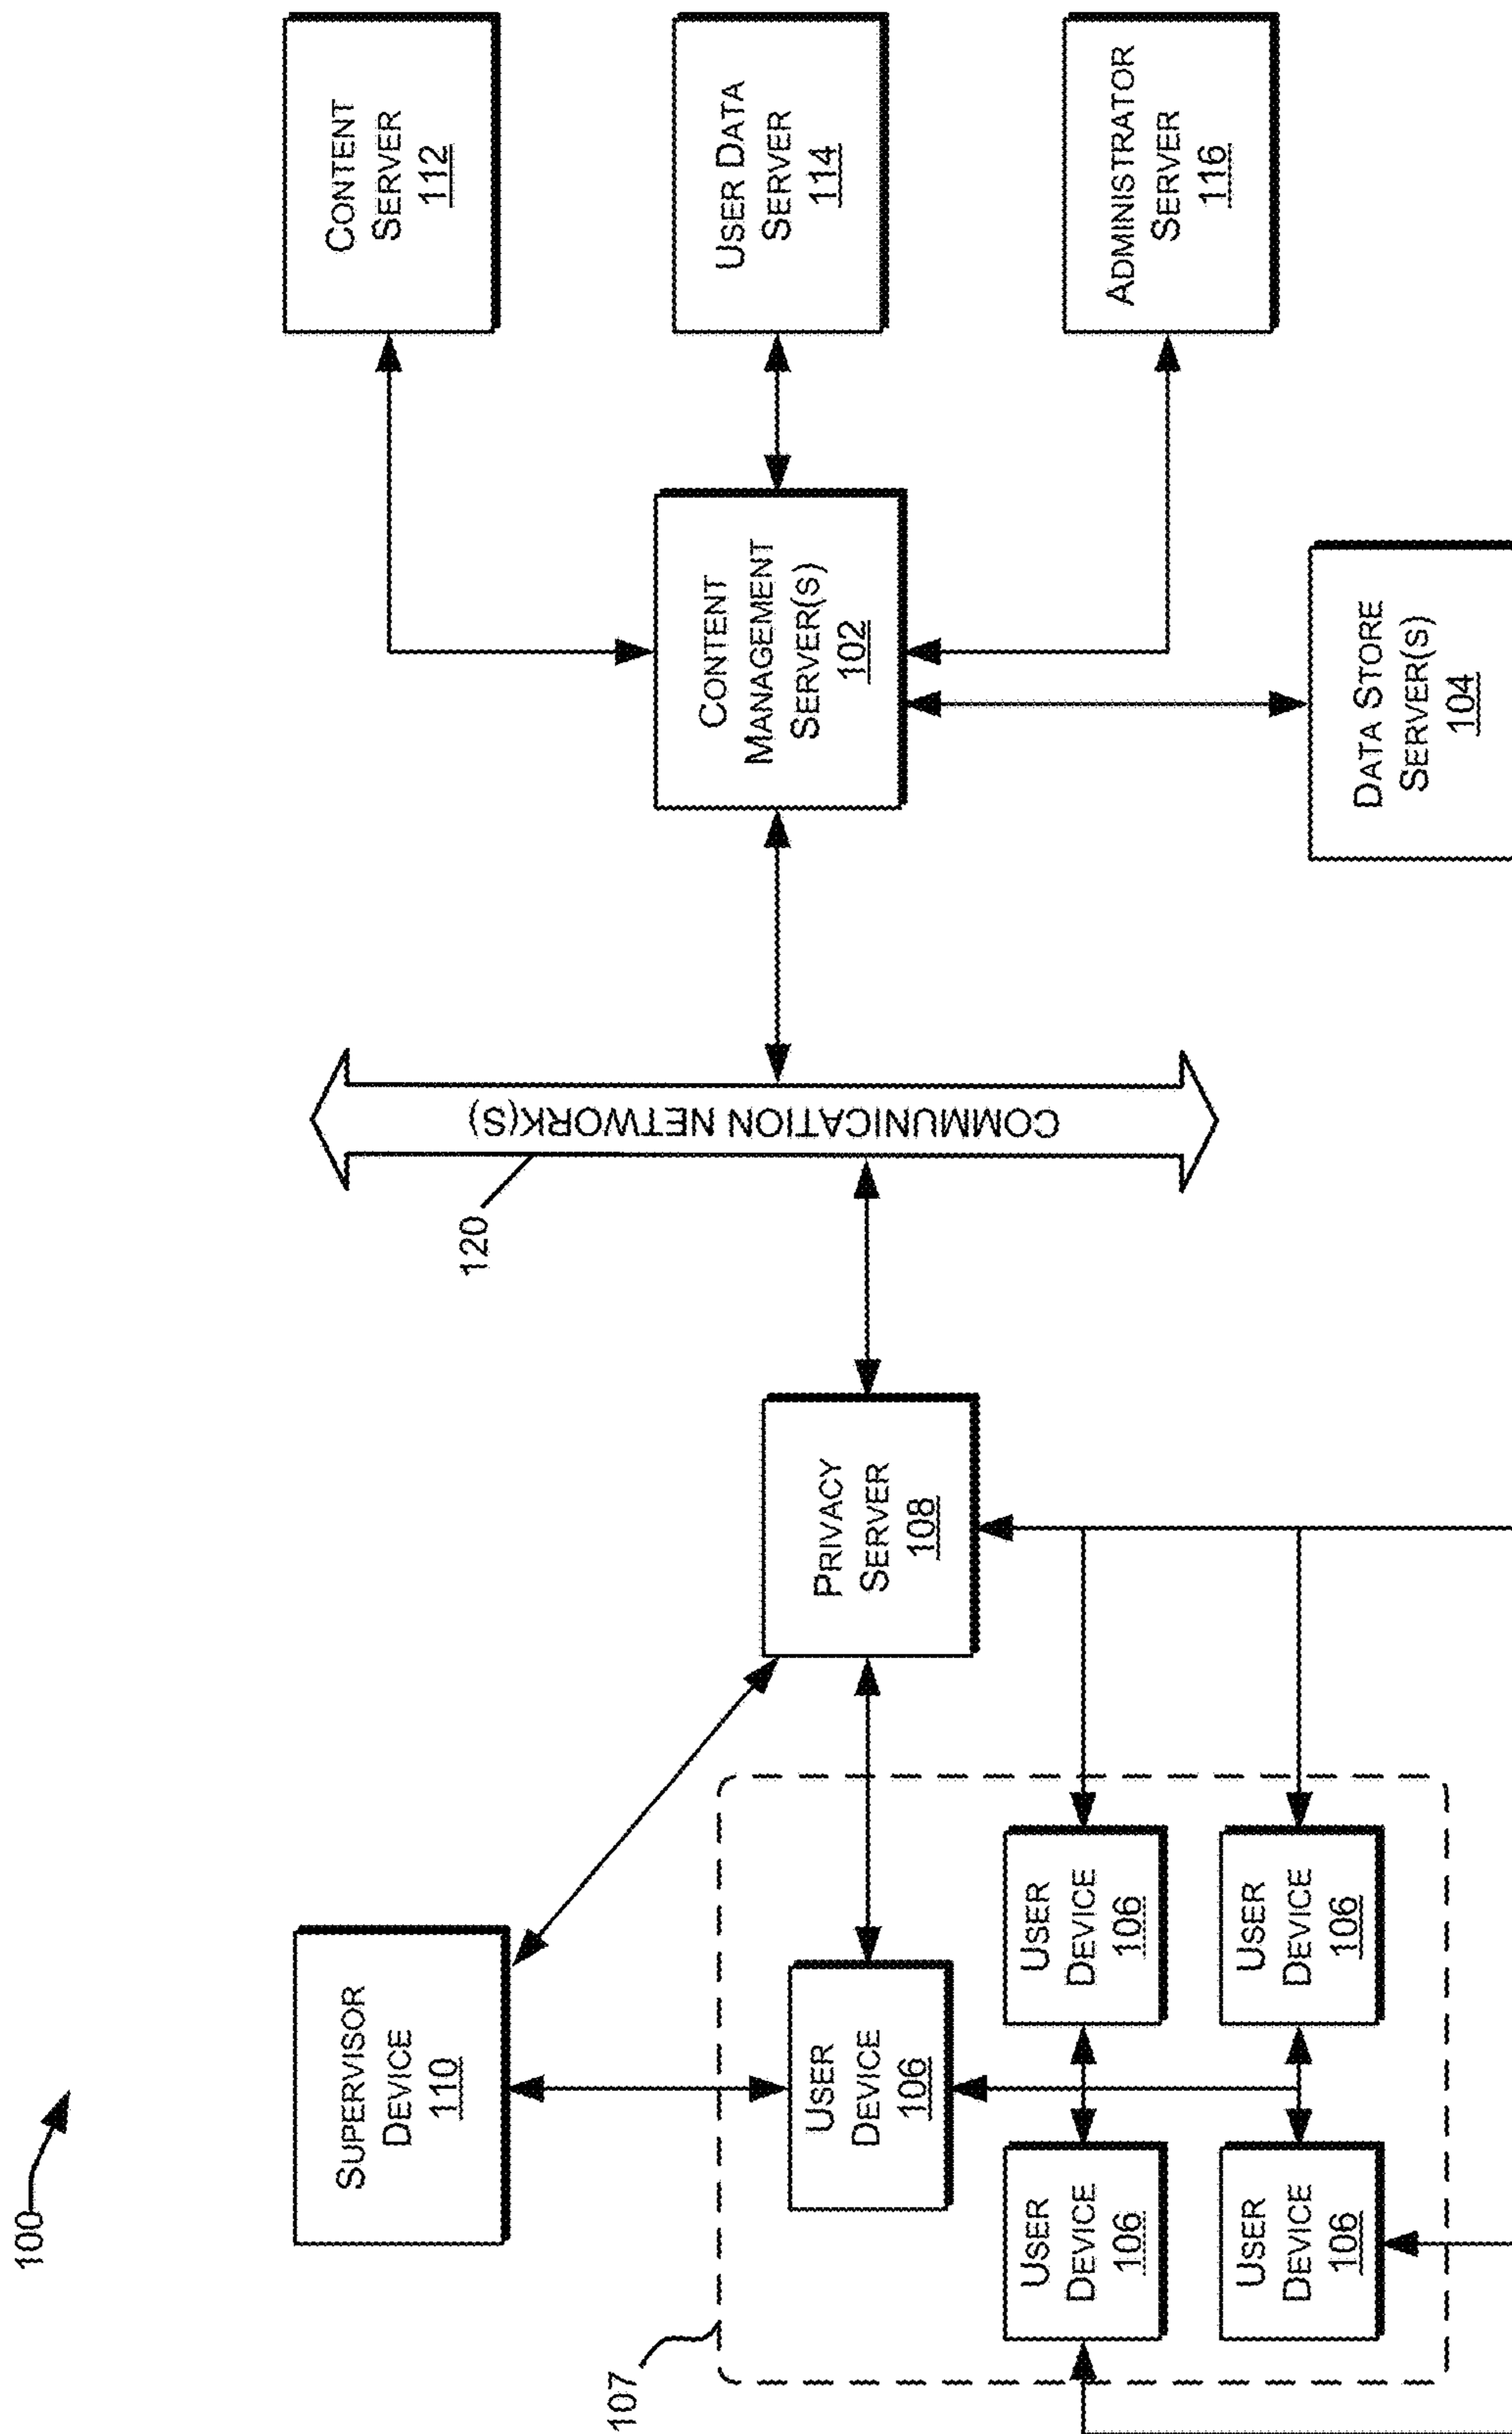 100
SUPERVISOR
DEVICE
110
CONTENT
SERVER
112
120
COMMUNICATION NETWORK(S)
107
USER
DEVICE
106
PRIVACY
SERVER
108
CONTENT
MANAGEMENT
SERVER(S)
102
USER DATA
SERVER
114
USER
DEVICE
106
USER
DEVICE
106
ADMINISTRATOR
SERVER
116
USER
DEVICE
106
USER
DEVICE
106
DATA STORE
SERVER(S)
104